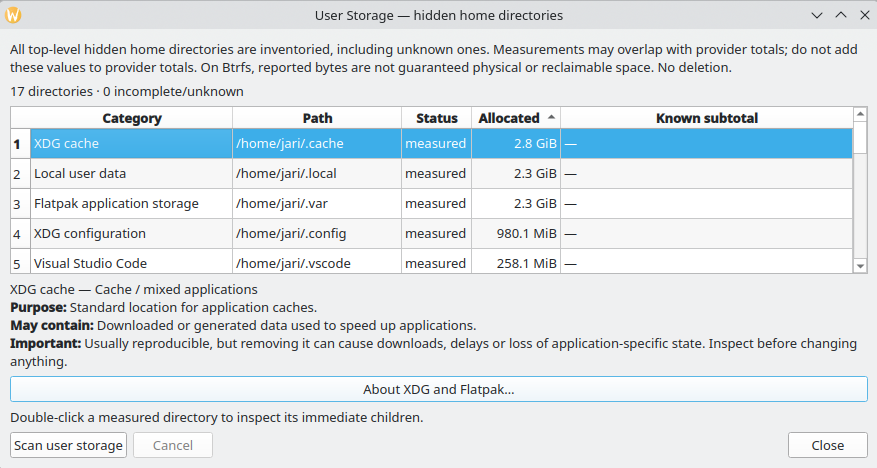 User Storage — hidden home directories
All top-level hidden home directories are inventoried, including unknown ones. Measurements may overlap with provider totals; do not add
these values to provider totals. On Btrfs, reported bytes are not guaranteed physical or reclaimable space. No deletion.
17 directories · 0 incomplete/unknown
Category Path Status Allocated Known subtotal
1 XDG cache /home/jari/.cache measured 2.8 GiB —
2 Local user data /home/jari/.local measured 2.3 GiB —
3 Flatpak application storage /home/jari/.var measured 2.3 GiB —
4 XDG configuration /home/jari/.config measured 980.1 MiB —
5 Visual Studio Code /home/jari/.vscode measured 258.1 MiB —
XDG cache — Cache / mixed applications
Purpose: Standard location for application caches.
May contain: Downloaded or generated data used to speed up applications.
Important: Usually reproducible, but removing it can cause downloads, delays or loss of application-specific state. Inspect before changing
anything.
About XDG and Flatpak...
Double-click a measured directory to inspect its immediate children.
Scan user storage Cancel Close